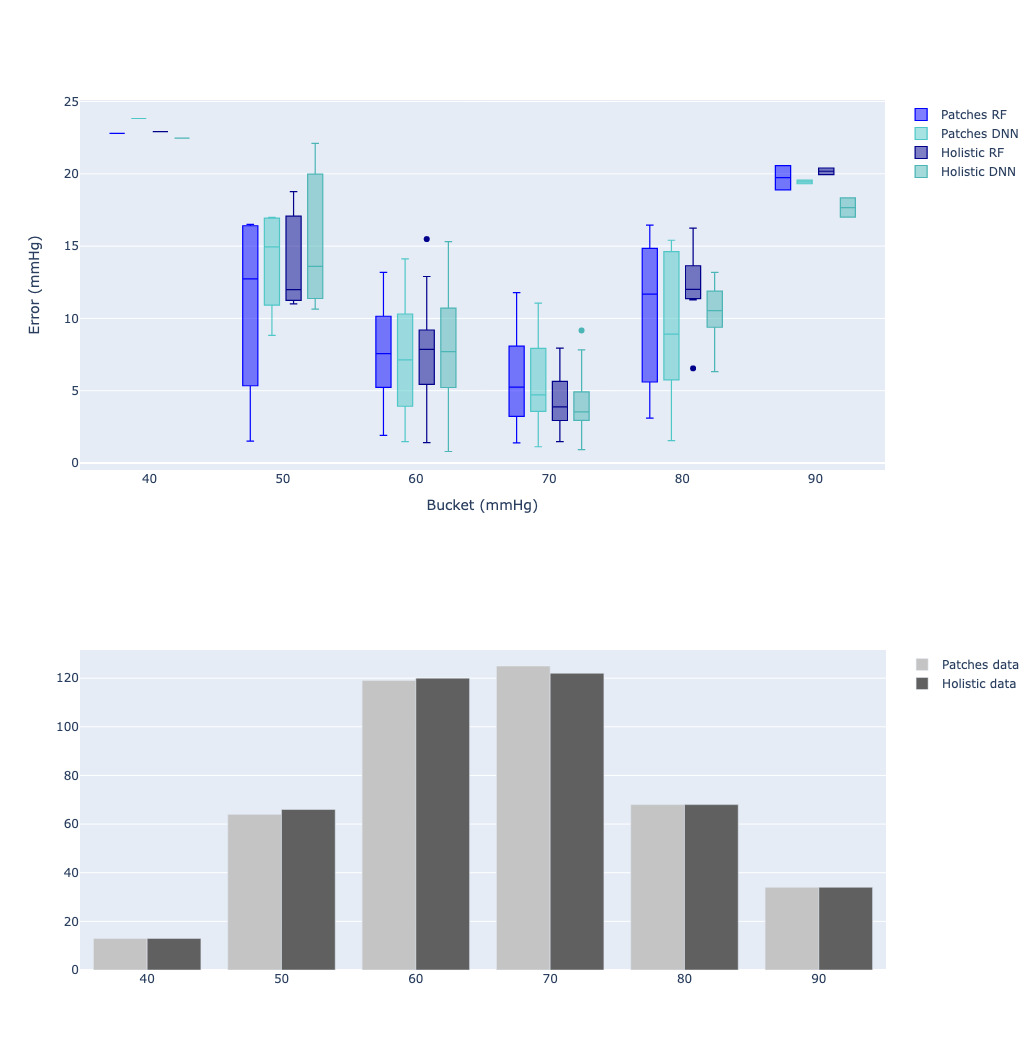 25
20
15
10
5
0
Error (mmHg)
40 50 60 70 80 90
Bucket (mmHg)
Patches RF
Patches DNN
Holistic RF
Holistic DNN
120
100
80
60
40
20
0
40 50 60 70 80 90
Patches data
Holistic data